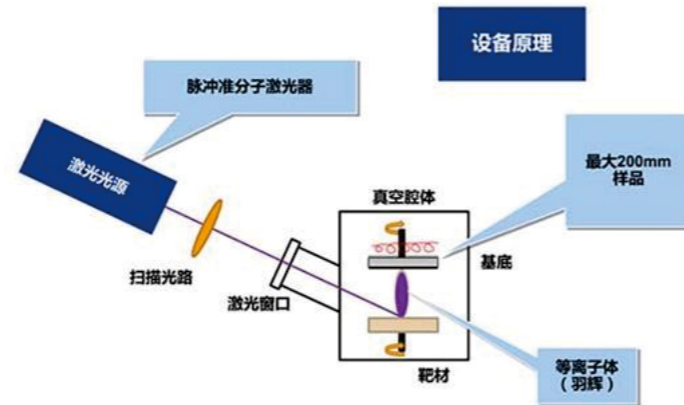 设备原理
脉冲准分子激光器
激光光源
最大200mm
样品
真空腔体
基底
扫描光路
激光窗口
等离子体
（羽辉）
靶材